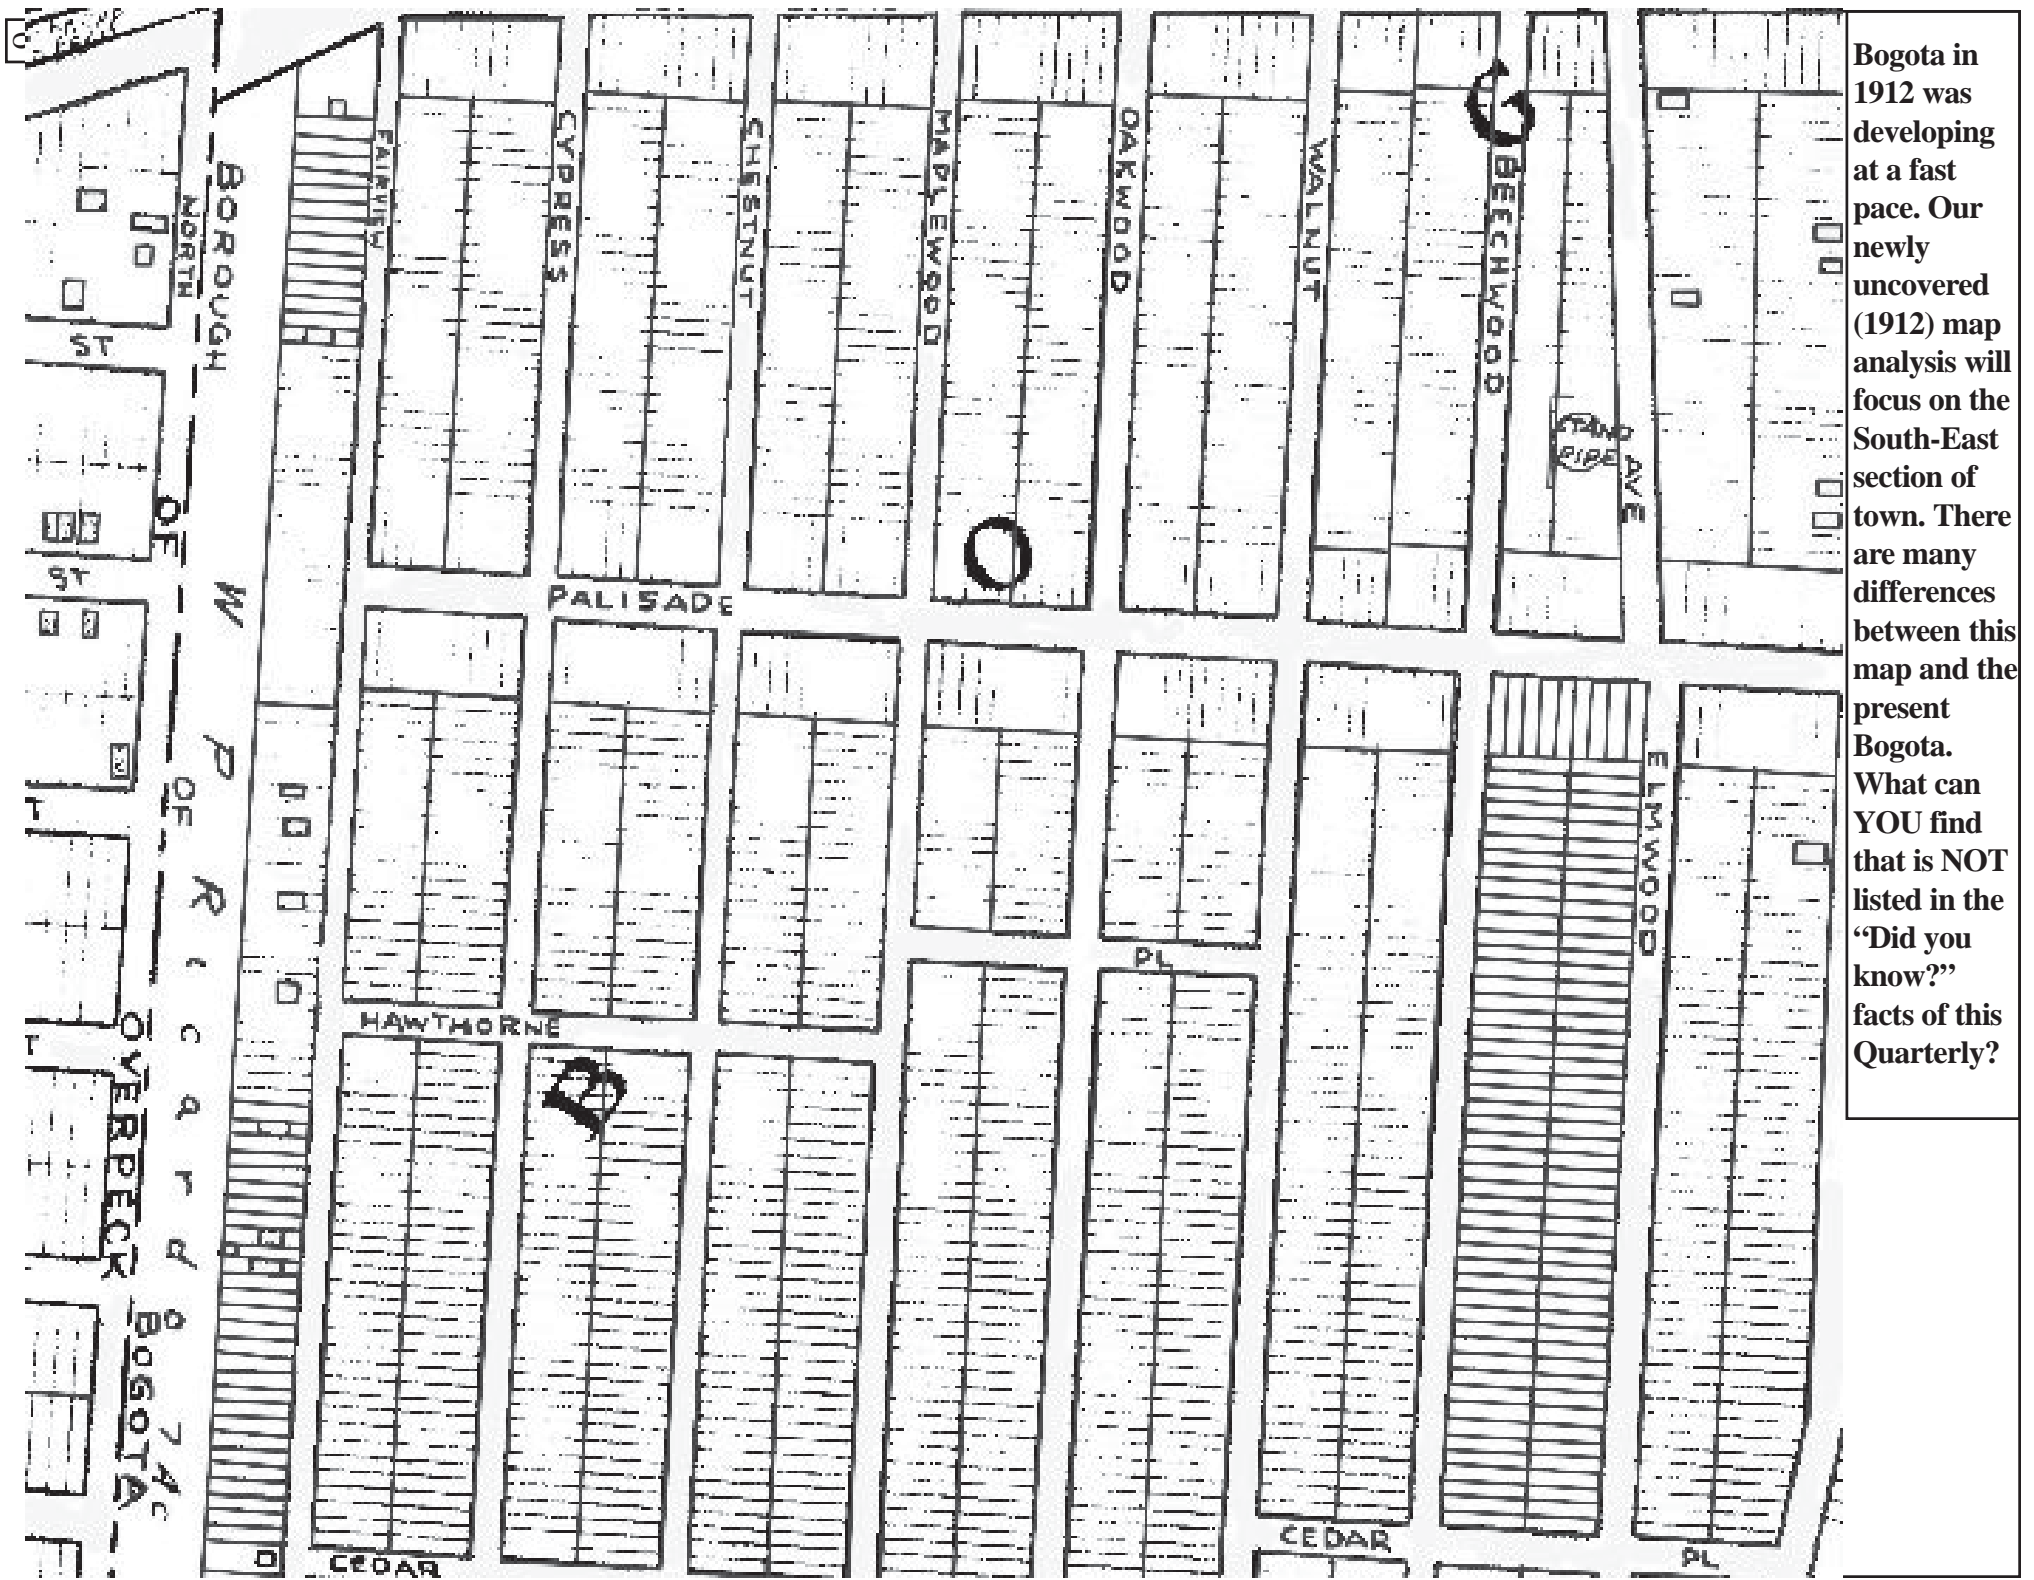 Bogota in
1912 was
developing
at a fast
pace. Our
newly
uncovered
(1912) map
analysis will
focus on the
South-East
section of
town. There
are many
differences
between this
map and the
present
Bogota.
What can
YOU find
that is NOT
listed in the
“Did you
know?”
facts of this
Quarterly?
BOROUGH
NORTH
FAIRVIEW
CYPRESS
CHESTNUT
MAPLEWOOD
OAKWOOD
WALNUT
G
BEECHWOOD
STAND
PIPE
AVE
ST
OF
ST
O
PALISADE
W P Riccardo 7 Ac
ELMWOOD
OF
PL
HAWTHORNE
B
OVERPECK
BOGOTA
CEDAR
CEDAR
PL